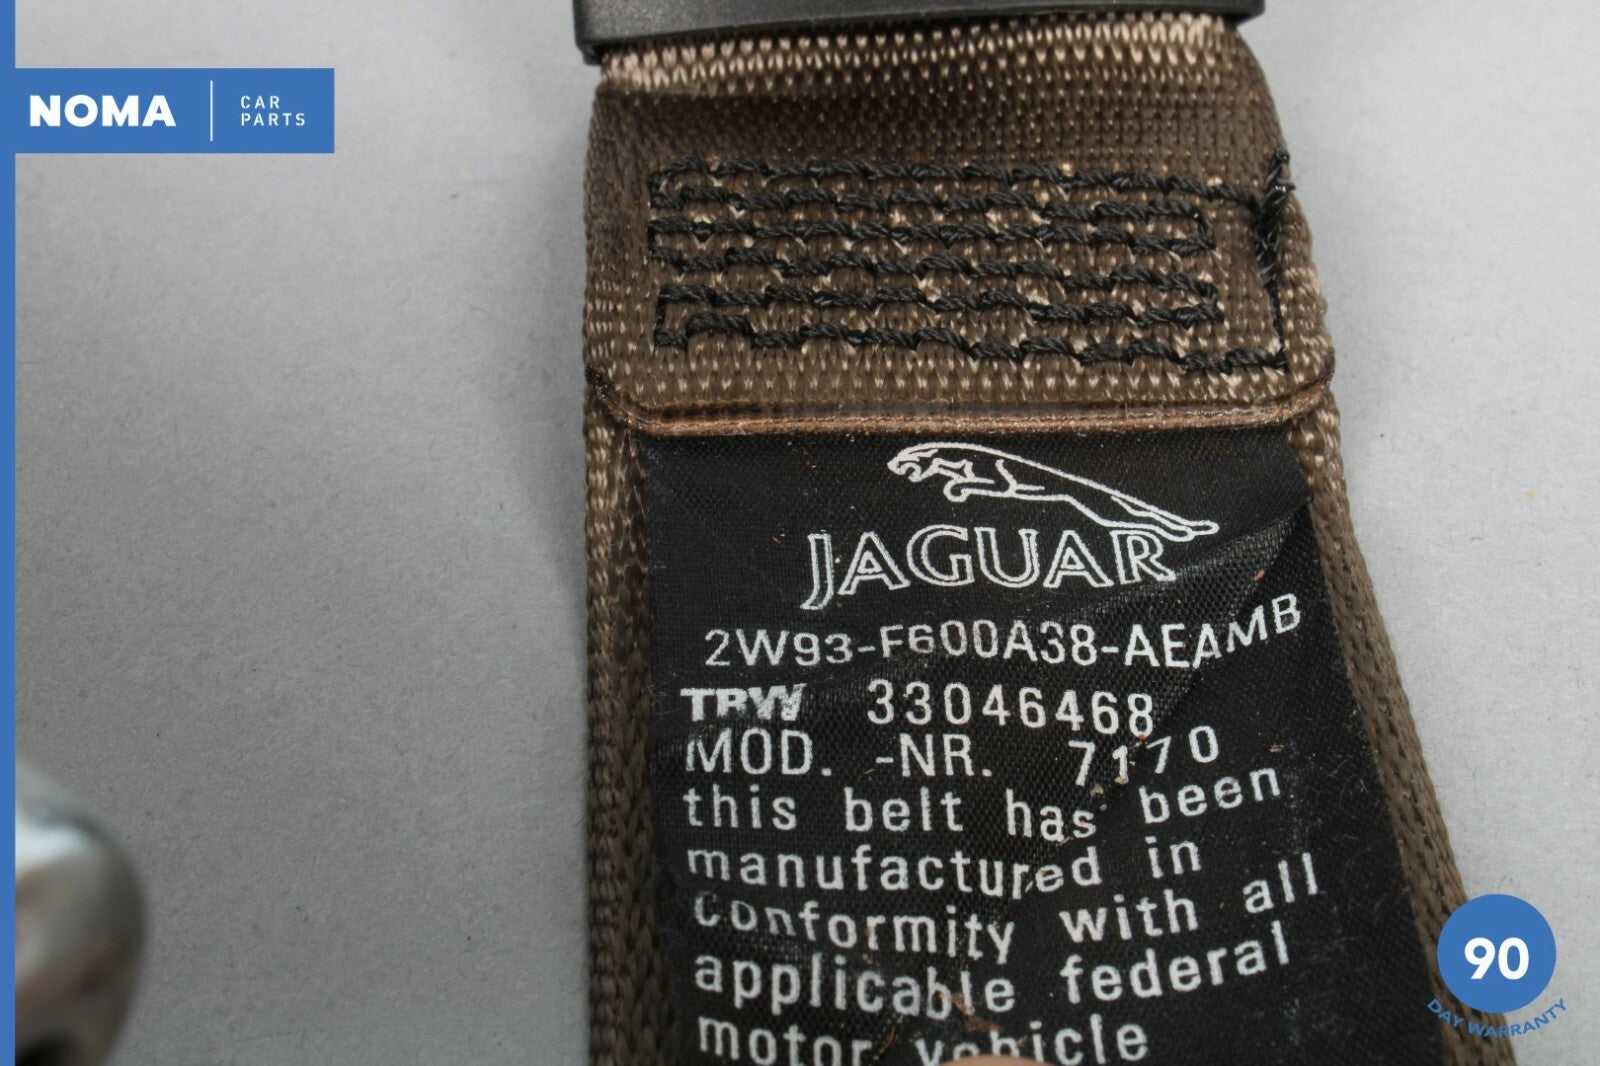 NOMA CAR PARTS
JAGUAR
2W93-F600A38-AEAMB
TRW 33046468
MOD. -NR. 7170
this belt has been
manufactured in
conformity with all
applicable federal
motor vehicle
90
DAY WARRANTY